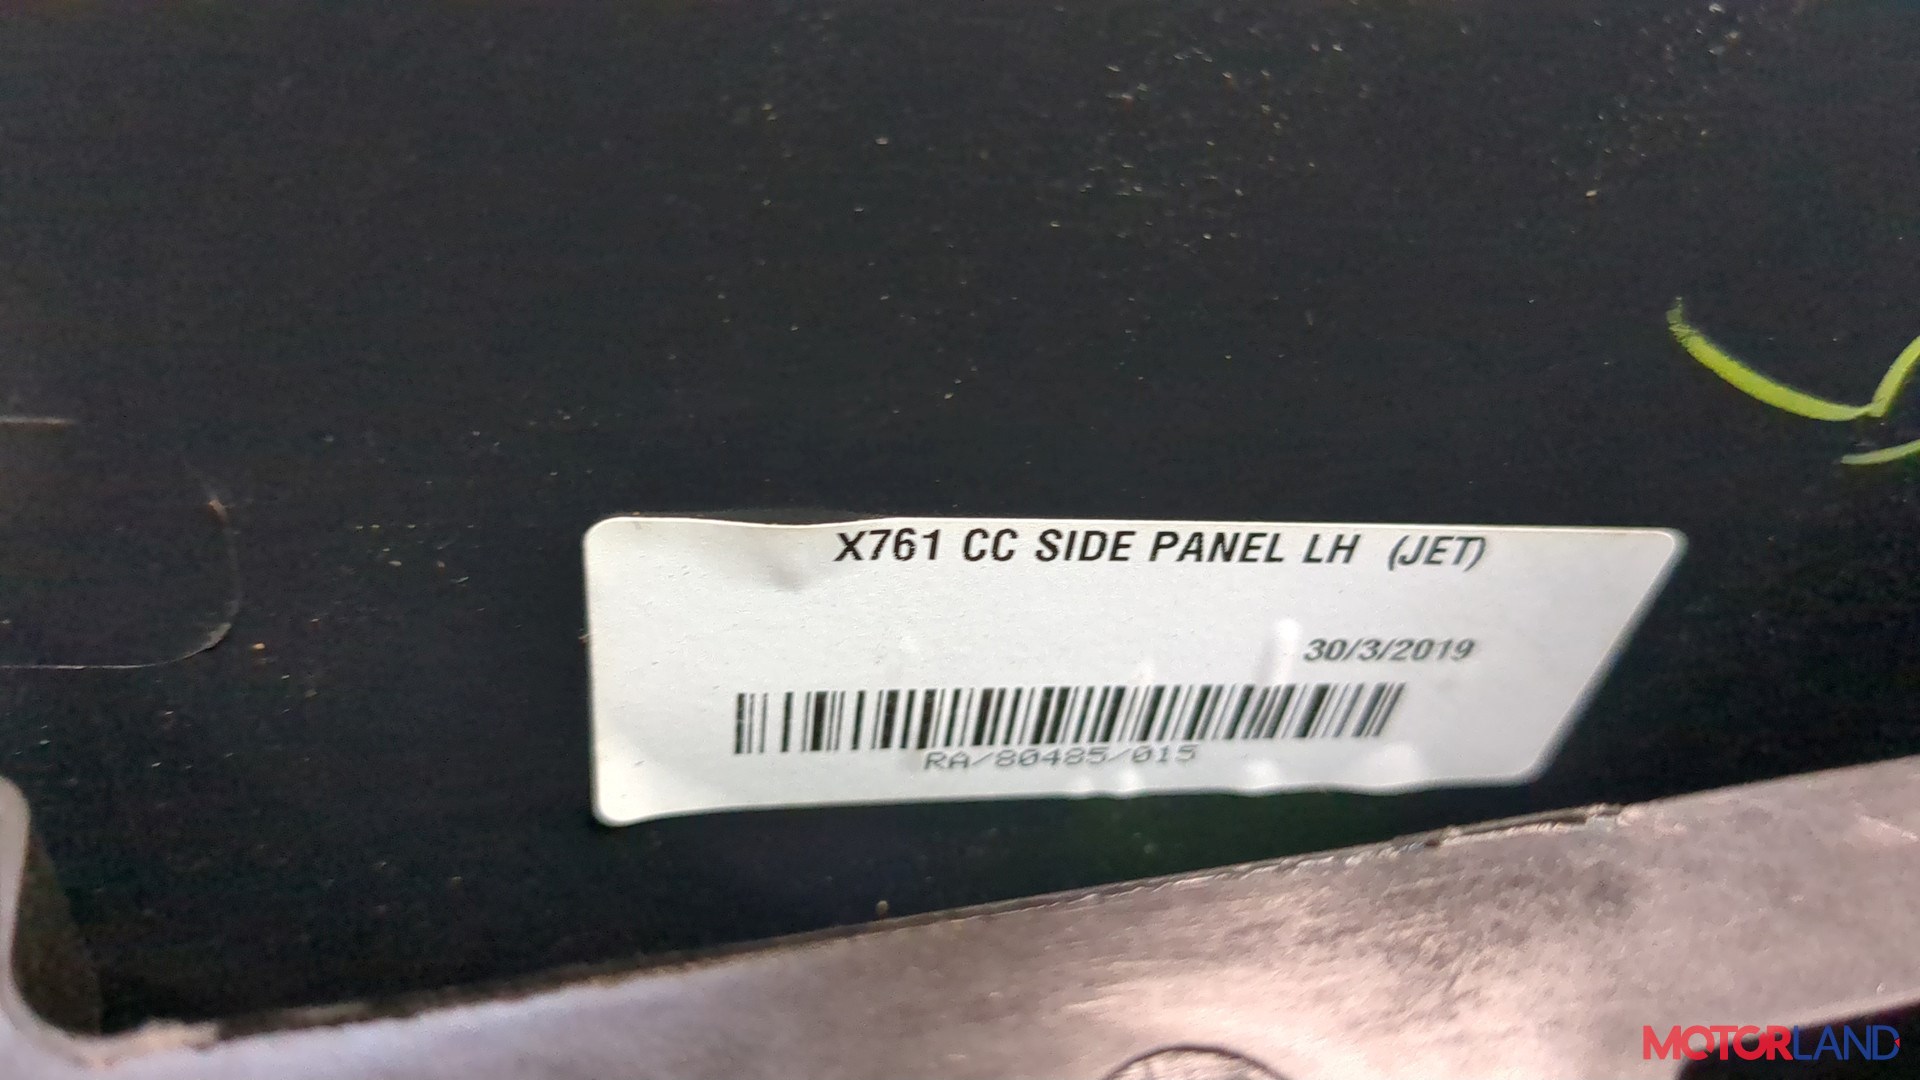 X761 CC SIDE PANEL LH (JET)
30/3/2019
RA/80485/015
MOTORLAND